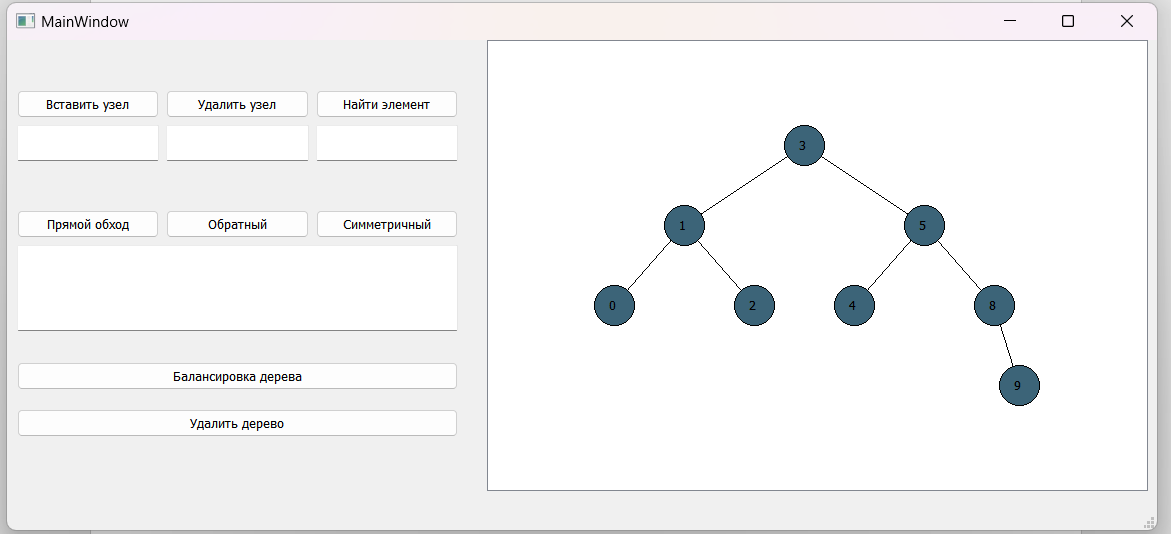 MainWindow
Вставить узел
Удалить узел
Найти элемент
Прямой обход
Обратный
Симметричный
Балансировка дерева
Удалить дерево
3
1
5
0
2
4
8
9